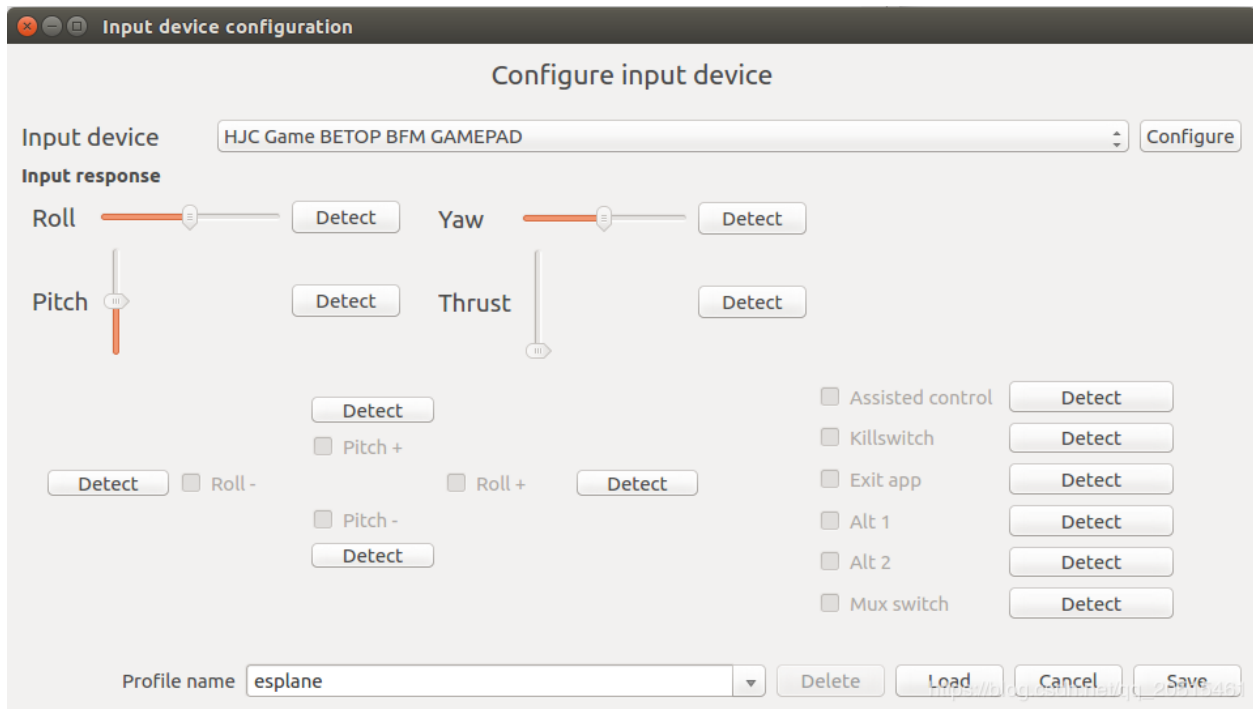 Input device configuration
Configure input device
Input device HJC Game BETOP BFM GAMEPAD Configure
Input response
Roll Detect Yaw Detect
Pitch Detect Thrust Detect
Detect
Pitch +
Detect Roll - Roll + Detect
Pitch -
Detect
Assisted control Detect
Killswitch Detect
Exit app Detect
Alt 1 Detect
Alt 2 Detect
Mux switch Detect
Profile name esplane Delete Load Cancel Save